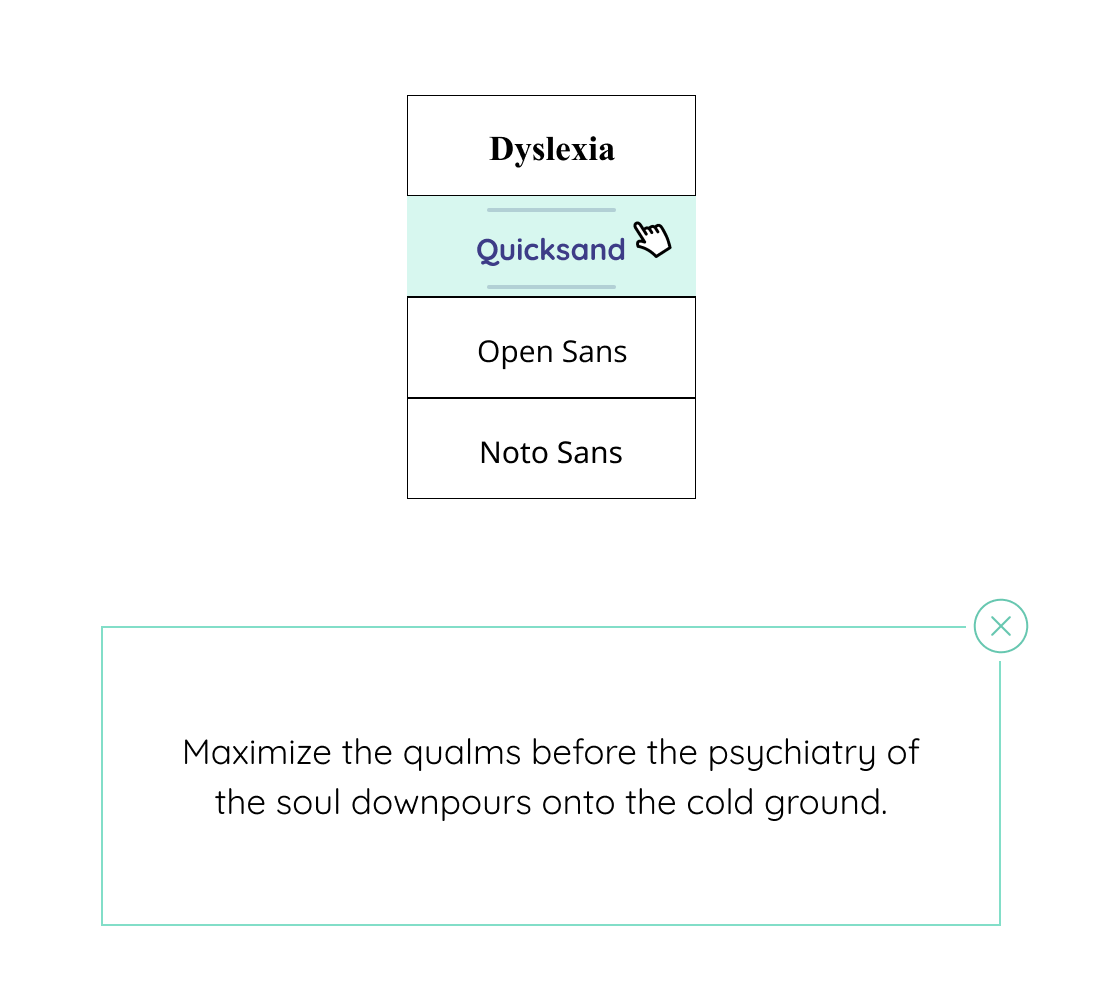 Dyslexia
Quicksand
Open Sans
Noto Sans
Maximize the qualms before the psychiatry of
the soul downpours onto the cold ground.